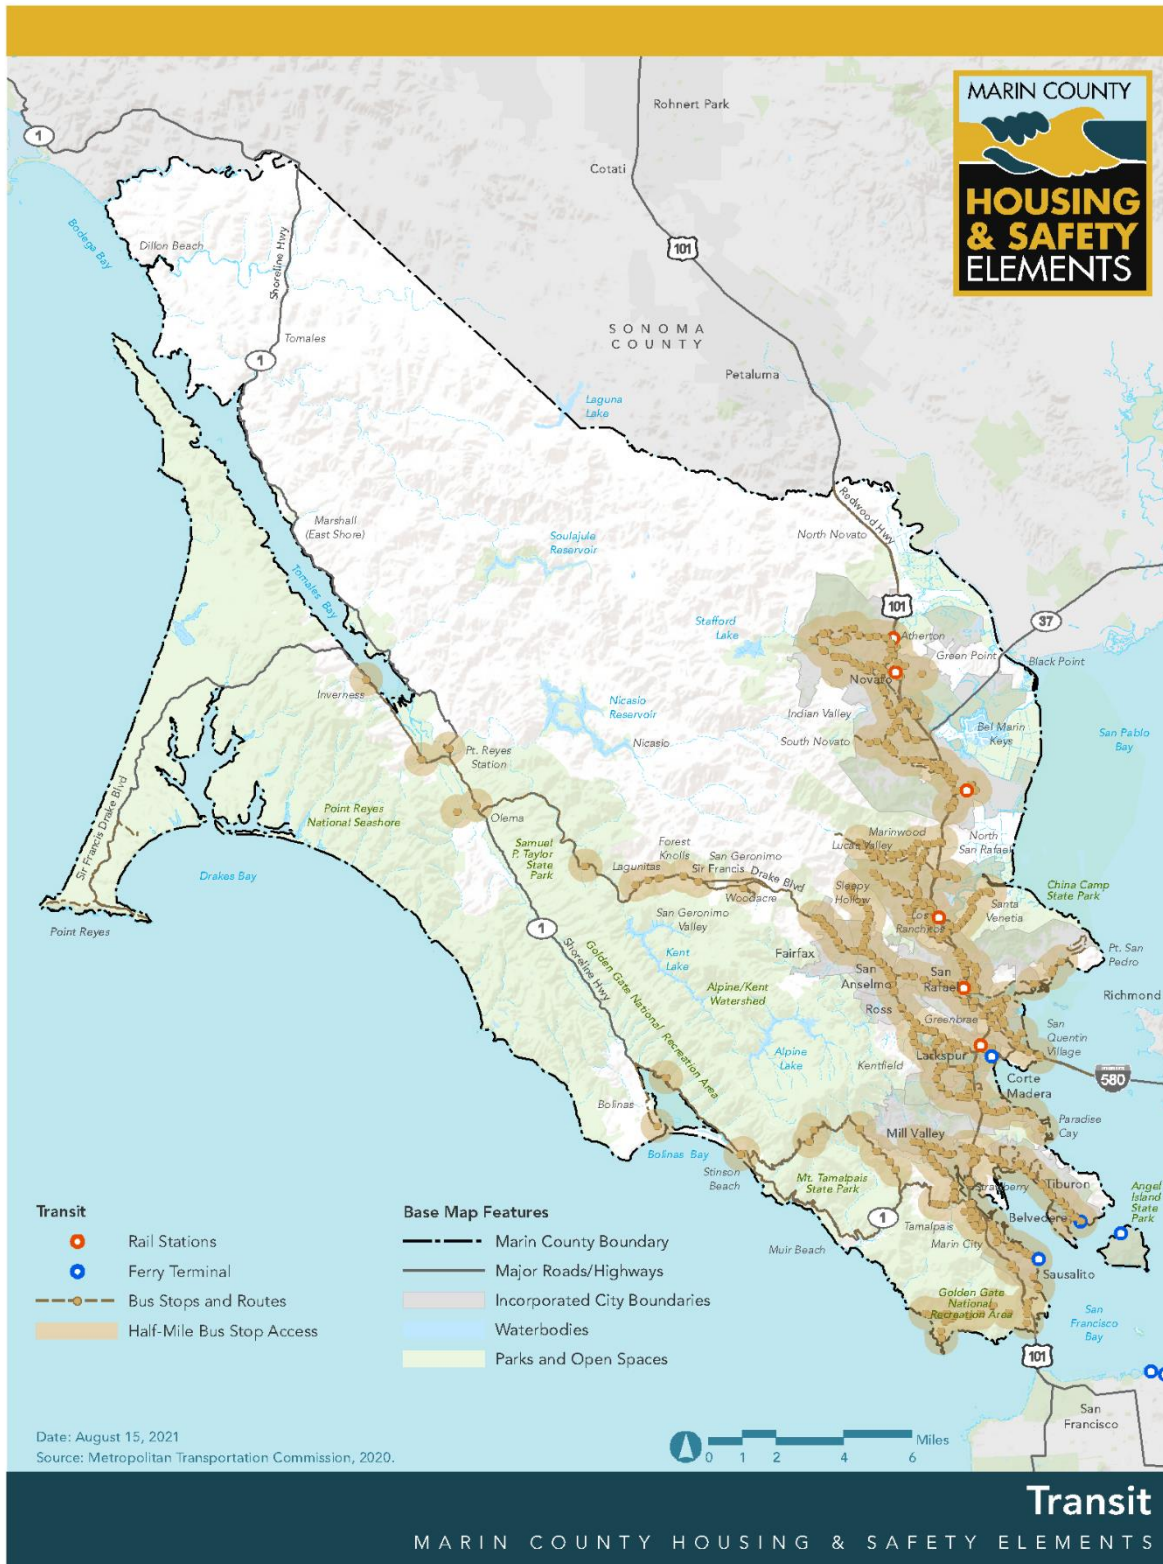 MARIN COUNTY
HOUSING
& SAFETY
ELEMENTS
Rohnert Park
1
Cotati
Bodega Bay
Dillon Beach
Shoreline Hwy
101
SONOMA
COUNTY
Tomales
1
Petaluma
Laguna
Lake
Redwood Hwy
Marshall
(East Shore)
Soulajule
Reservoir
North Novato
Tomales Bay
101
37
Stafford
Lake
Atherton
Green Point
Black Point
Inverness
Novato
Nicasio
Reservoir
Indian Valley
Bel Marin
Keys
San Pablo
Bay
South Novato
Nicasio
Pt. Reyes
Station
Sir Francis Drake Blvd
Point Reyes
National Seashore
Olema
Samuel
P. Taylor
State
Park
Marinwood
Lucas Valley
North
San Rafael
Forest
Knolls
San Geronimo
Lagunitas
Sir Francis Drake Blvd
Woodacre
Sleepy
Hollow
Drakes Bay
China Camp
State Park
Santa
Venetia
Los
Ranchitos
San Geronimo
Valley
Point Reyes
1
Shoreline Hwy
Golden Gate National Recreation Area
Kent
Lake
Fairfax
Pt. San
Pedro
San
Anselmo
San
Rafael
Alpine/Kent
Watershed
Richmond
Ross
Greenbrae
San
Quentin
Village
Alpine
Lake
Kentfield
Larkspur
580
Corte
Madera
Bolinas
Paradise
Cay
Mill Valley
Bolinas Bay
Stinson
Beach
Mt. Tamalpais
State Park
Strawberry
Tiburon
Angel
Island
State
Park
1
Belvedere
Tamalpais
Muir Beach
Marin City
Sausalito
Golden Gate
National
Recreation Area
San
Francisco
Bay
101
San
Francisco
Transit
Rail Stations
Ferry Terminal
Bus Stops and Routes
Half-Mile Bus Stop Access
Base Map Features
Marin County Boundary
Major Roads/Highways
Incorporated City Boundaries
Waterbodies
Parks and Open Spaces
Date: August 15, 2021
Source: Metropolitan Transportation Commission, 2020.
Miles
0 1 2 4 6
Transit
MARIN COUNTY HOUSING & SAFETY ELEMENTS